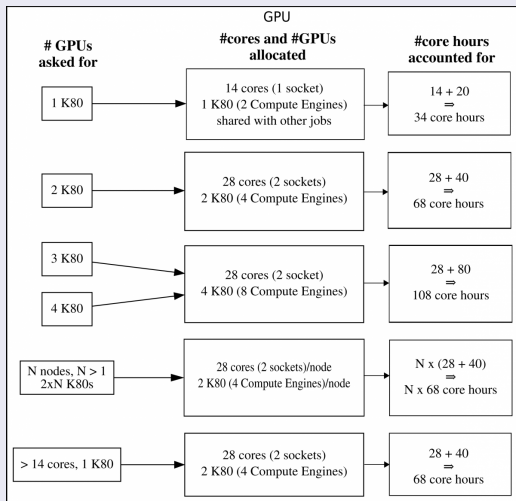 GPU
# GPUs
asked for
#cores and #GPUs
allocated
#core hours
accounted for
1 K80
14 cores (1 socket)
1 K80 (2 Compute Engines)
shared with other jobs
14 + 20
⇒
34 core hours
2 K80
28 cores (2 sockets)
2 K80 (4 Compute Engines)
28 + 40
⇒
68 core hours
3 K80
4 K80
28 cores (2 socket)
4 K80 (8 Compute Engines)
28 + 80
⇒
108 core hours
N nodes, N > 1
2xN K80s
28 cores (2 sockets)/node
2 K80 (4 Compute Engines)/node
N x (28 + 40)
⇒
N x 68 core hours
> 14 cores, 1 K80
28 cores (2 sockets)
2 K80 (4 Compute Engines)
28 + 40
⇒
68 core hours